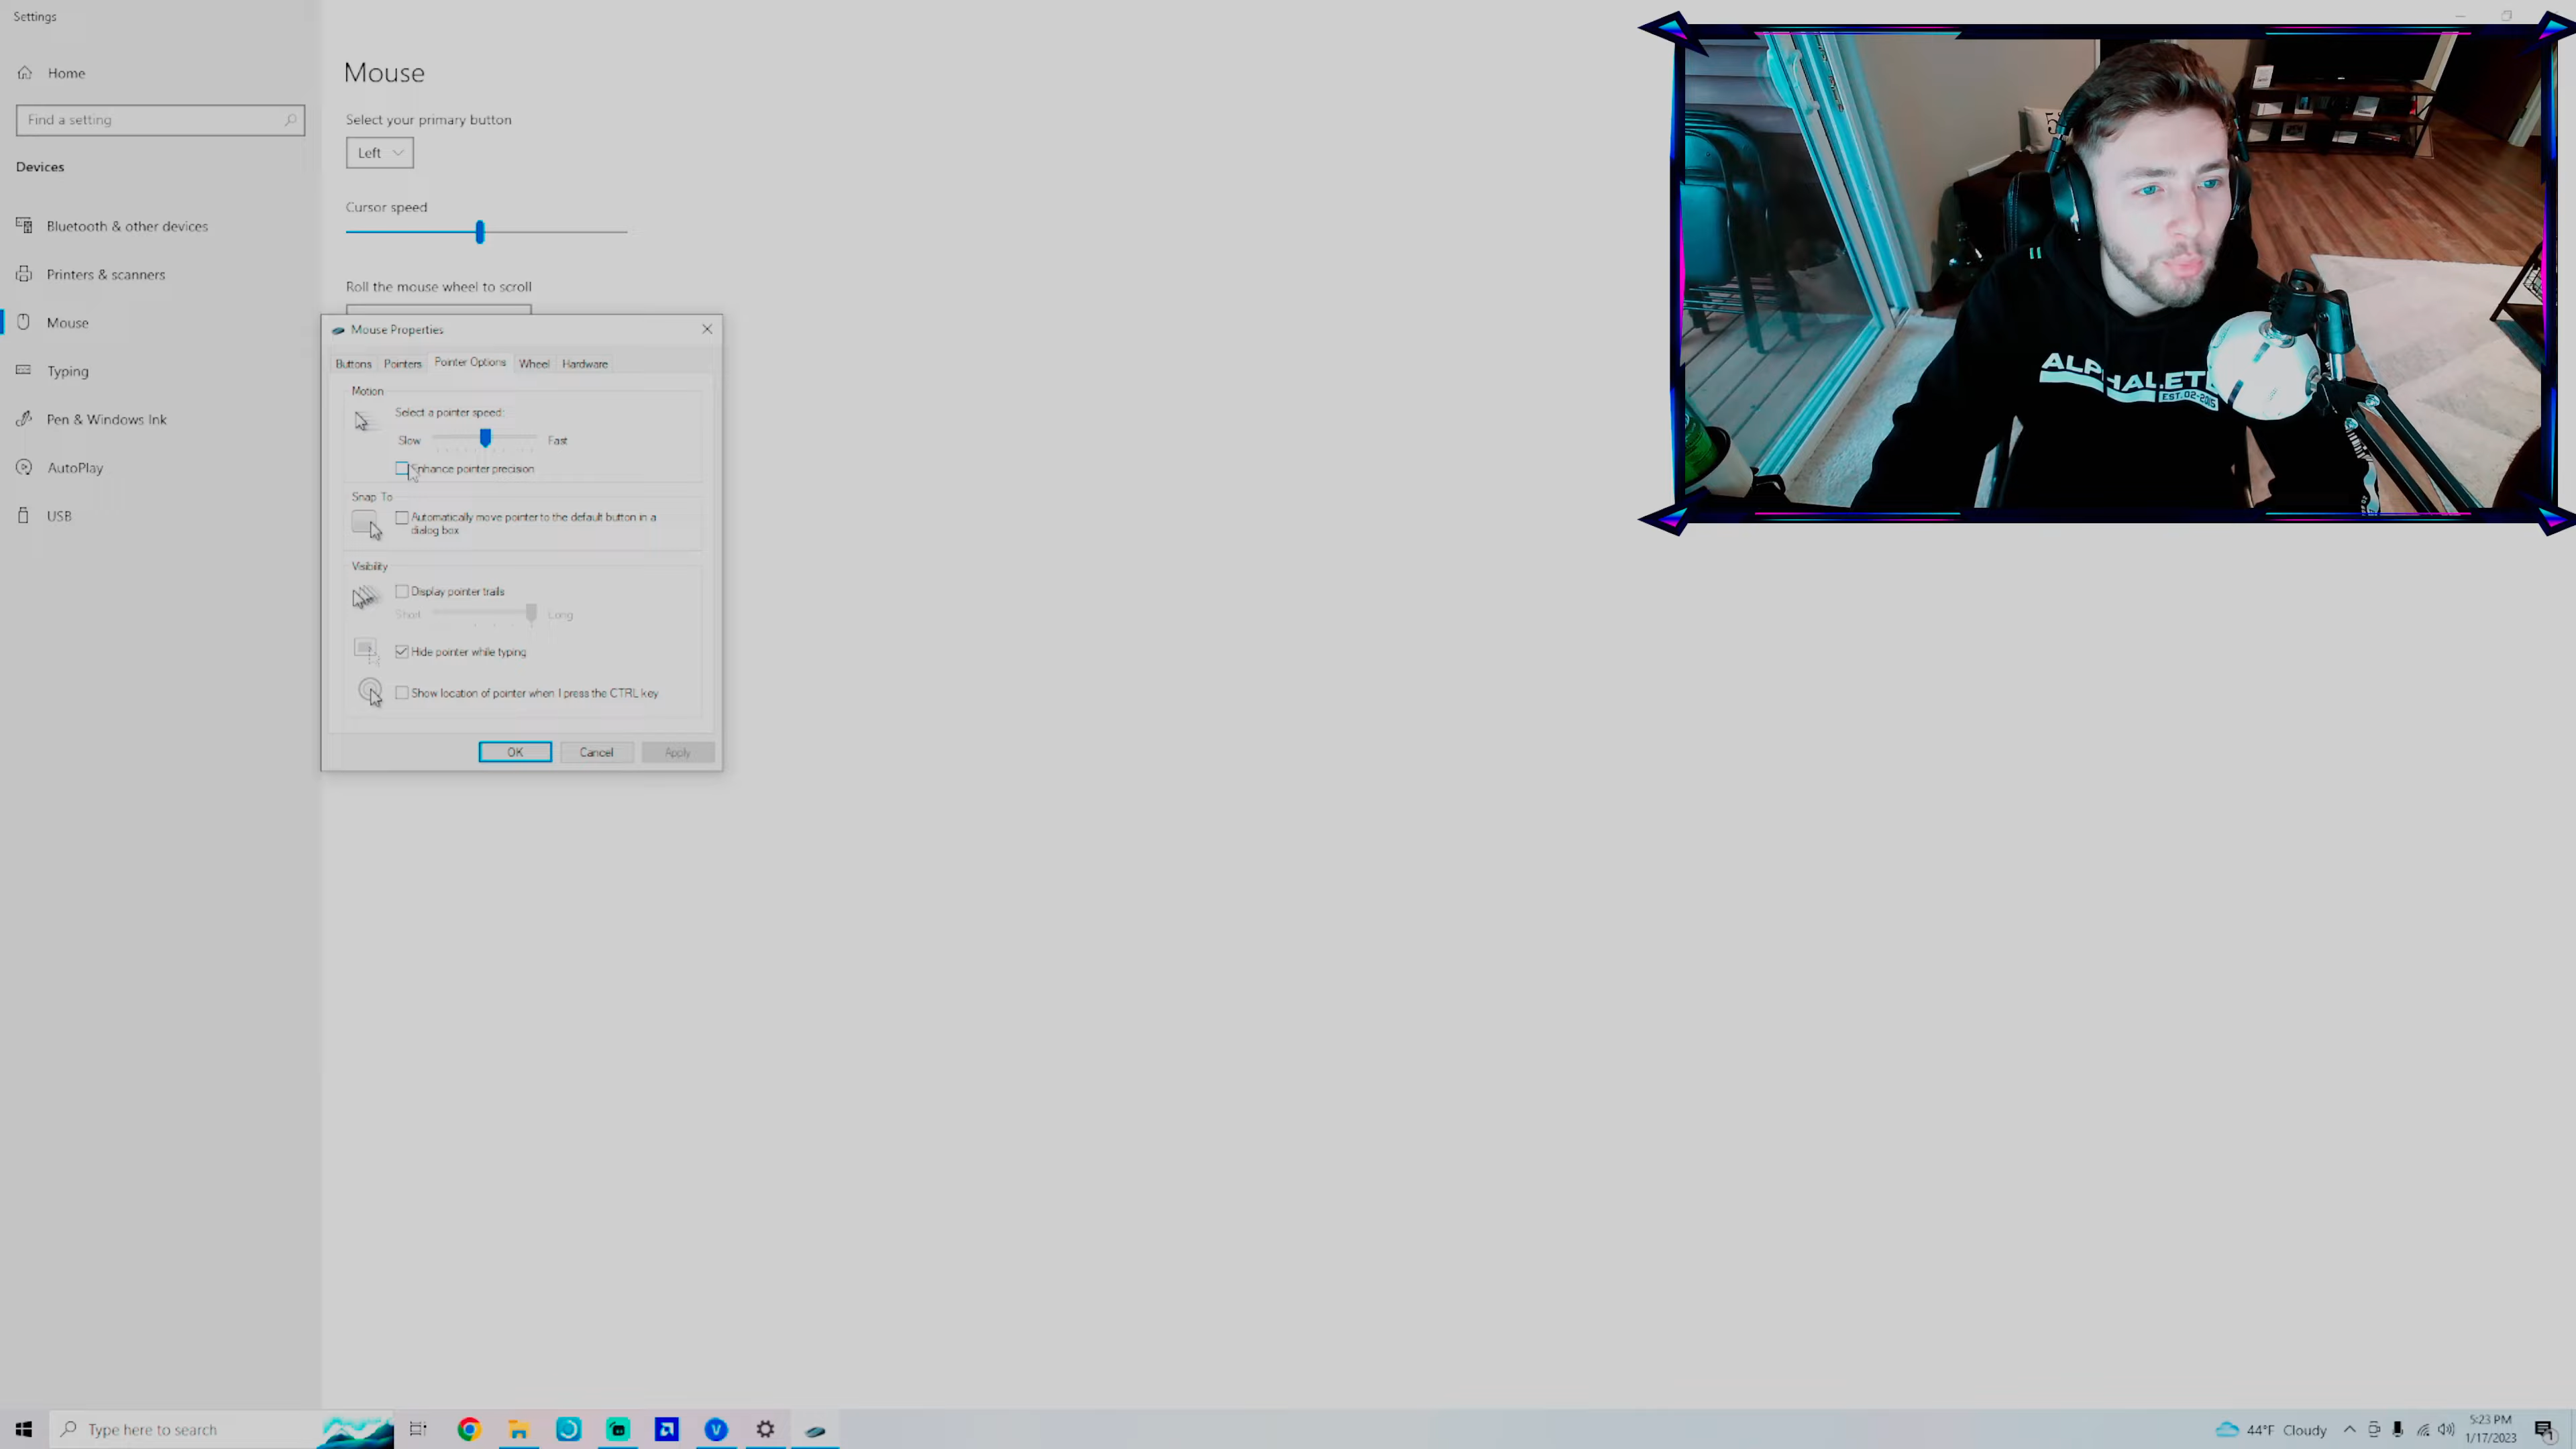 Settings
Home
Find a setting
Devices
Bluetooth & other devices
Printers & scanners
Mouse
Typing
Pen & Windows Ink
AutoPlay
USB
Mouse
Select your primary button
Left
Cursor speed
Roll the mouse wheel to scroll
Mouse Properties
Buttons Pointers Pointer Options Wheel Hardware
Motion
Select a pointer speed:
Slow Fast
Enhance pointer precision
Snap To
Automatically move pointer to the default button in a
dialog box
Visibility
Display pointer trails
Short Long
Hide pointer while typing
Show location of pointer when I press the CTRL key
OK Cancel Apply
ALPHALETE
EST. 02-2015
Type here to search
44°F Cloudy
5:23 PM
1/17/2023